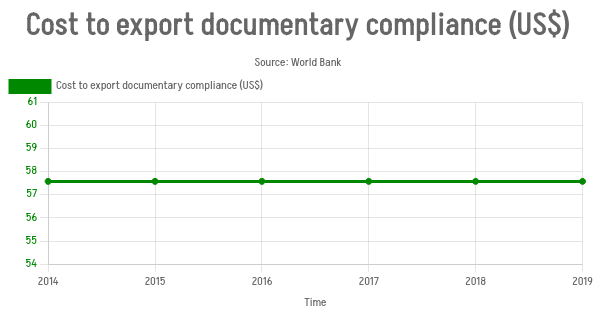 Cost to export documentary compliance (US$)
Source: World Bank
Cost to export documentary compliance (US$)
61
60
59
58
57
56
55
54
2014 2015 2016 2017 2018 2019
Time